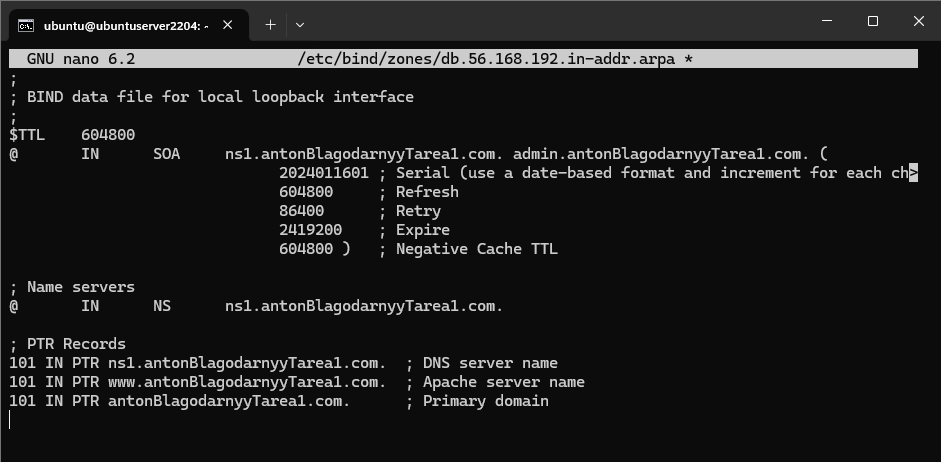 ubuntu@ubuntuserver2204: ~
GNU nano 6.2 /etc/bind/zones/db.56.168.192.in-addr.arpa *
;
; BIND data file for local loopback interface
;
$TTL 604800
@ IN SOA ns1.antonBlagodarnyyTarea1.com. admin.antonBlagodarnyyTarea1.com. (
2024011601 ; Serial (use a date-based format and increment for each ch>
604800 ; Refresh
86400 ; Retry
2419200 ; Expire
604800 ) ; Negative Cache TTL
; Name servers
@ IN NS ns1.antonBlagodarnyyTarea1.com.
; PTR Records
101 IN PTR ns1.antonBlagodarnyyTarea1.com. ; DNS server name
101 IN PTR www.antonBlagodarnyyTarea1.com. ; Apache server name
101 IN PTR antonBlagodarnyyTarea1.com. ; Primary domain